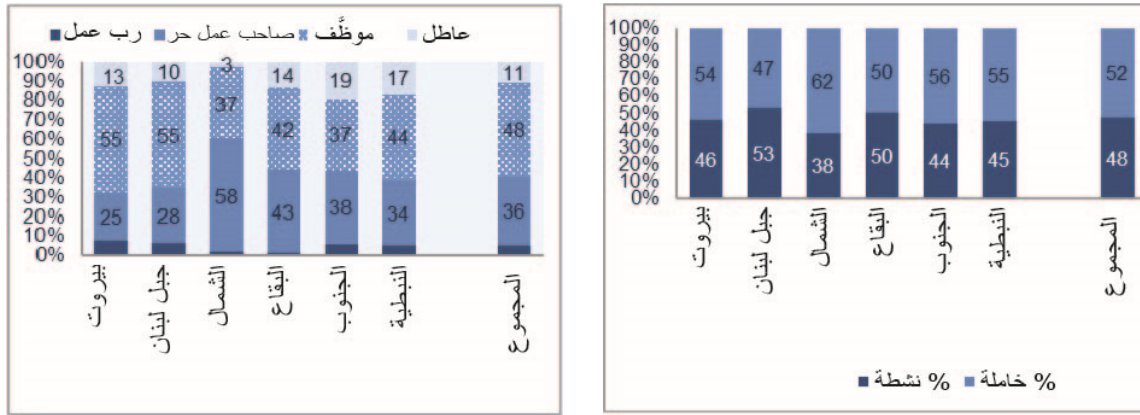 رب عمل صاحب عمل حر موظَّف عاطل
100%
90%
80%
70%
60%
50%
40%
30%
20%
10%
0%
13 10 3 14 19 17 11
55 55 37 42 37 44 48
25 28 58 43 38 34 36
بيروت
جبل لبنان
الشمال
البقاع
الجنوب
النبطية
المجموع
100%
90%
80%
70%
60%
50%
40%
30%
20%
10%
0%
54 47 62 50 56 55 52
46 53 38 50 44 45 48
بيروت
جبل لبنان
الشمال
البقاع
الجنوب
النبطية
المجموع
% نشطة % خاملة